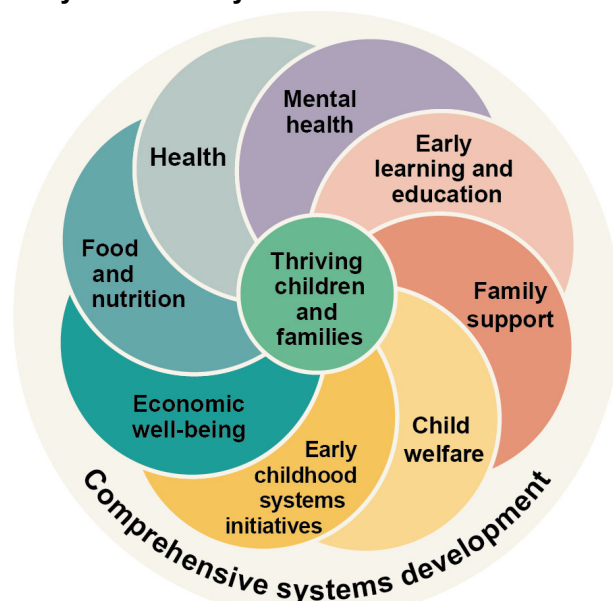 Mental
health
Health
Early
learning and
education
Food
and
nutrition
Thriving
children
and
families
Family
support
Economic
well-being
Child
welfare
Early
childhood
systems
initiatives
Comprehensive systems development